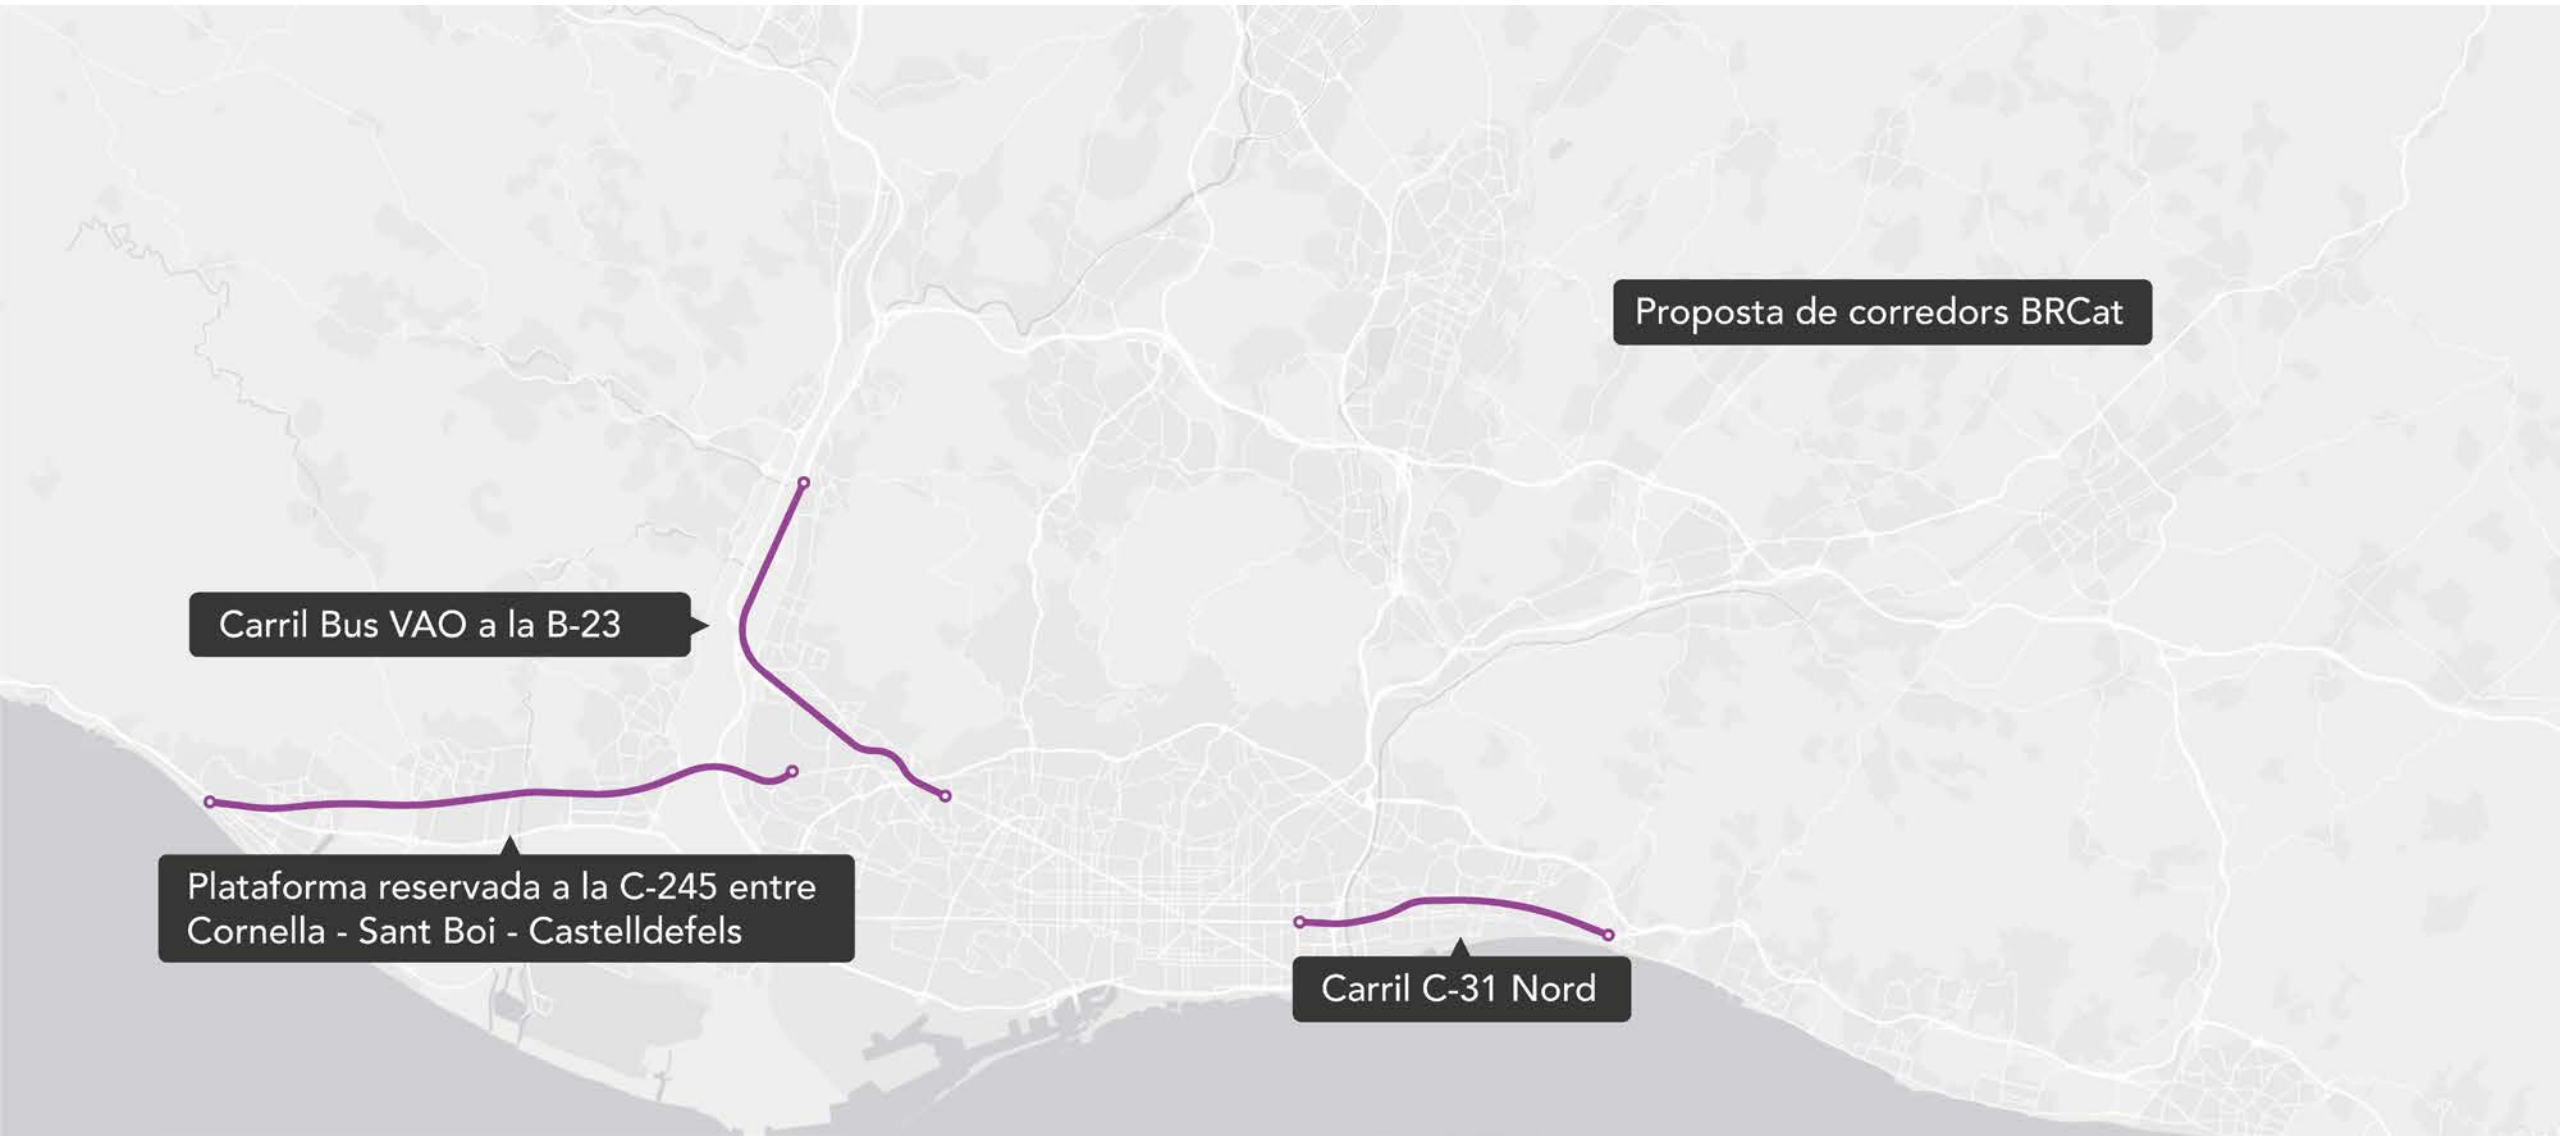 Proposta de corredors BRCat
Carril Bus VAO a la B-23
Plataforma reservada a la C-245 entre
Cornella - Sant Boi - Castelldefels
Carril C-31 Nord